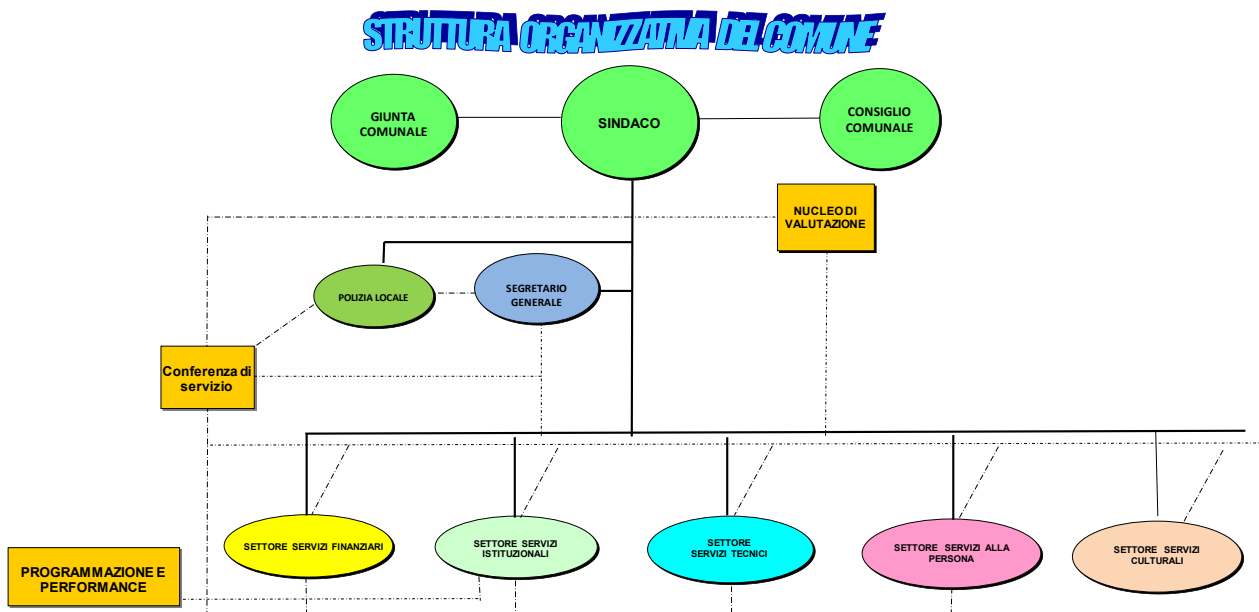 STRUTTURA ORGANIZZATIVA DEL COMUNE
GIUNTA
COMUNALE
SINDACO
CONSIGLIO
COMUNALE
NUCLEO DI
VALUTAZIONE
POLIZIA LOCALE
SEGRETARIO
GENERALE
Conferenza di
servizio
SETTORE SERVIZI FINANZIARI
SETTORE SERVIZI
ISTITUZIONALI
SETTORE
SERVIZI TECNICI
SETTORE SERVIZI ALLA
PERSONA
SETTORE SERVIZI
CULTURALI
PROGRAMMAZIONE E
PERFORMANCE